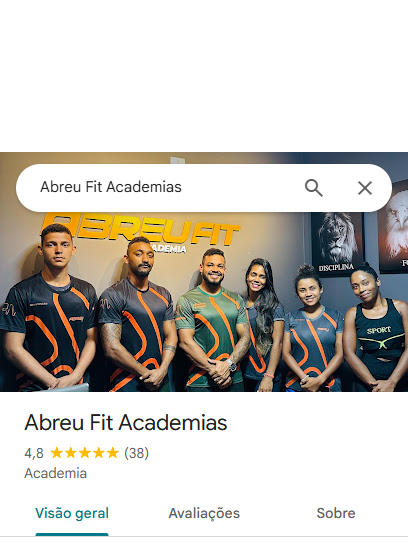 Abreu Fit Academias
ABREUFIT
ACADEMIA
DISCIPLINA
SPORT
Abreu Fit Academias
4,8 (38)
Academia
Visão geral
Avaliações
Sobre